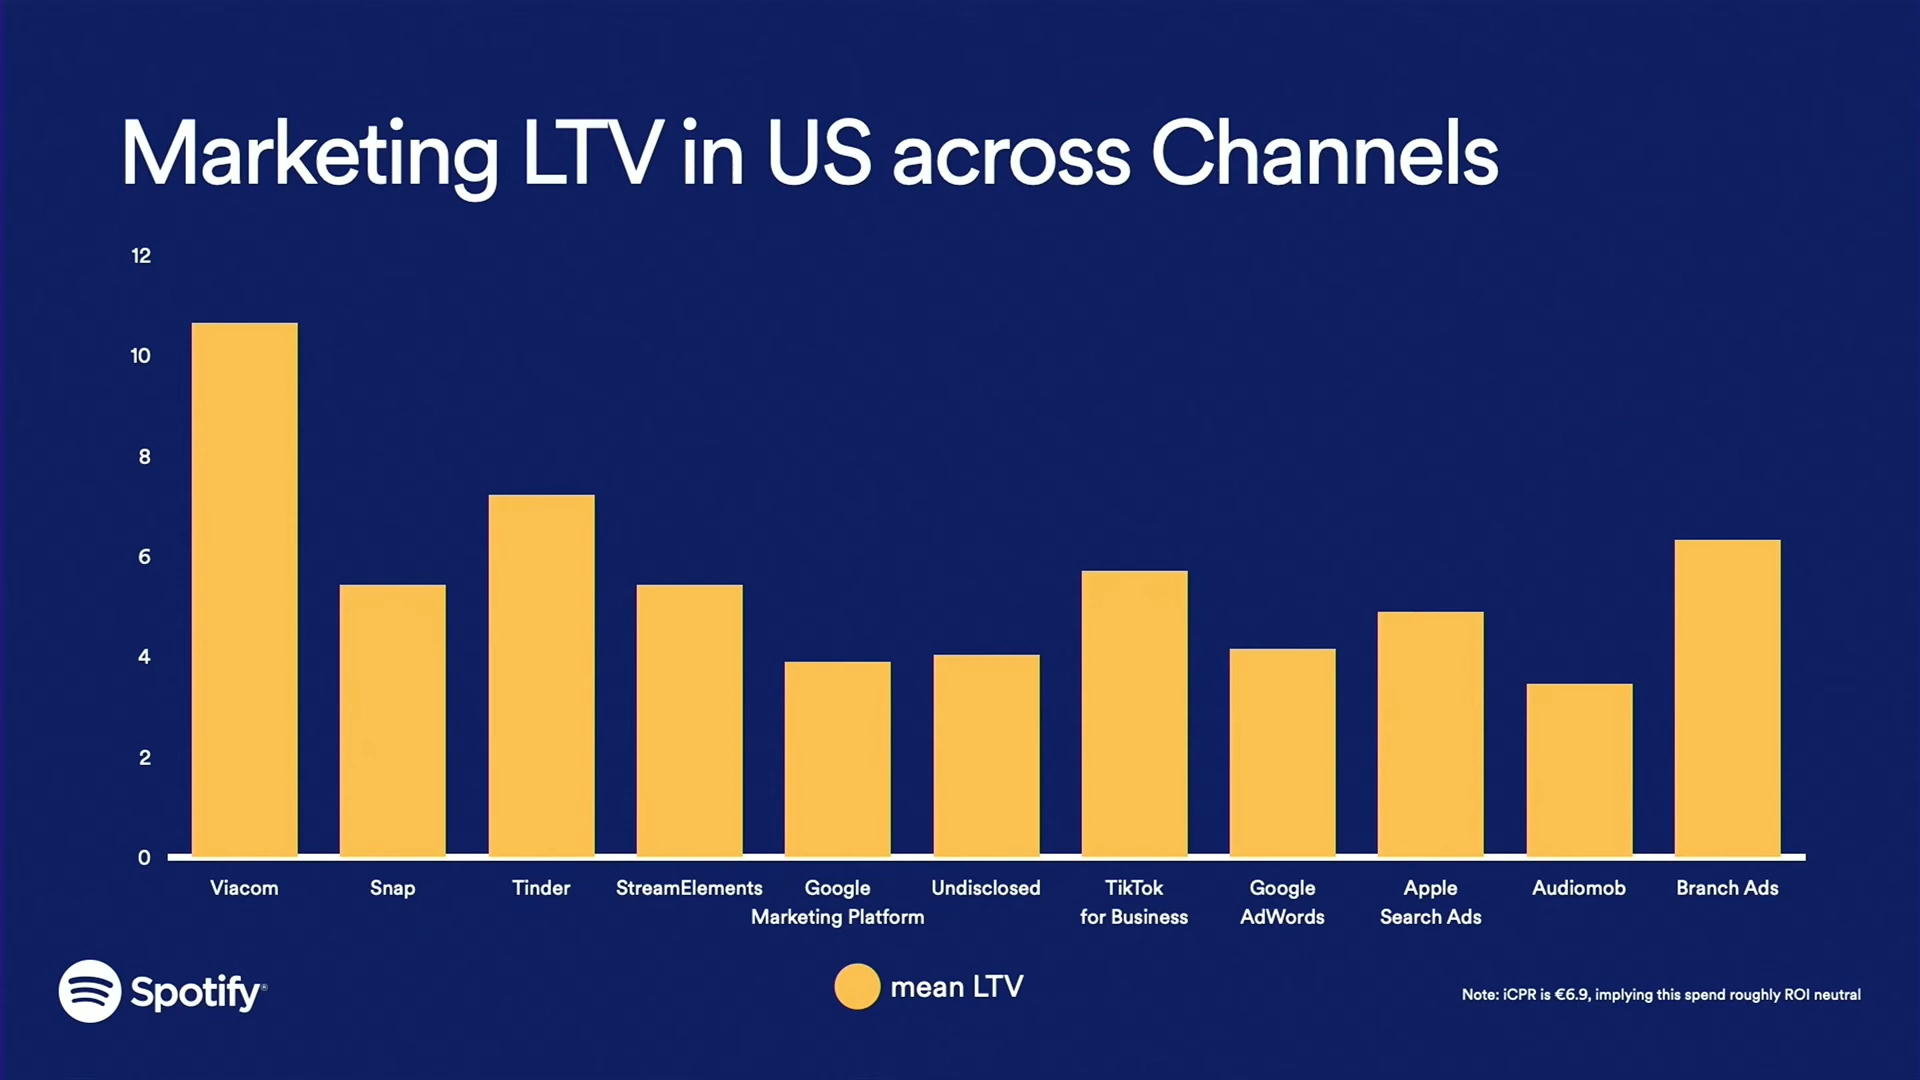 Marketing LTV in US across Channels
12
10
8
6
4
2
0
Viacom
Snap
Tinder
StreamElements
Google
Marketing Platform
Undisclosed
TikTok
for Business
Google
AdWords
Apple
Search Ads
Audiomob
Branch Ads
Spotify®
mean LTV
Note: iCPR is €6.9, implying this spend roughly ROI neutral